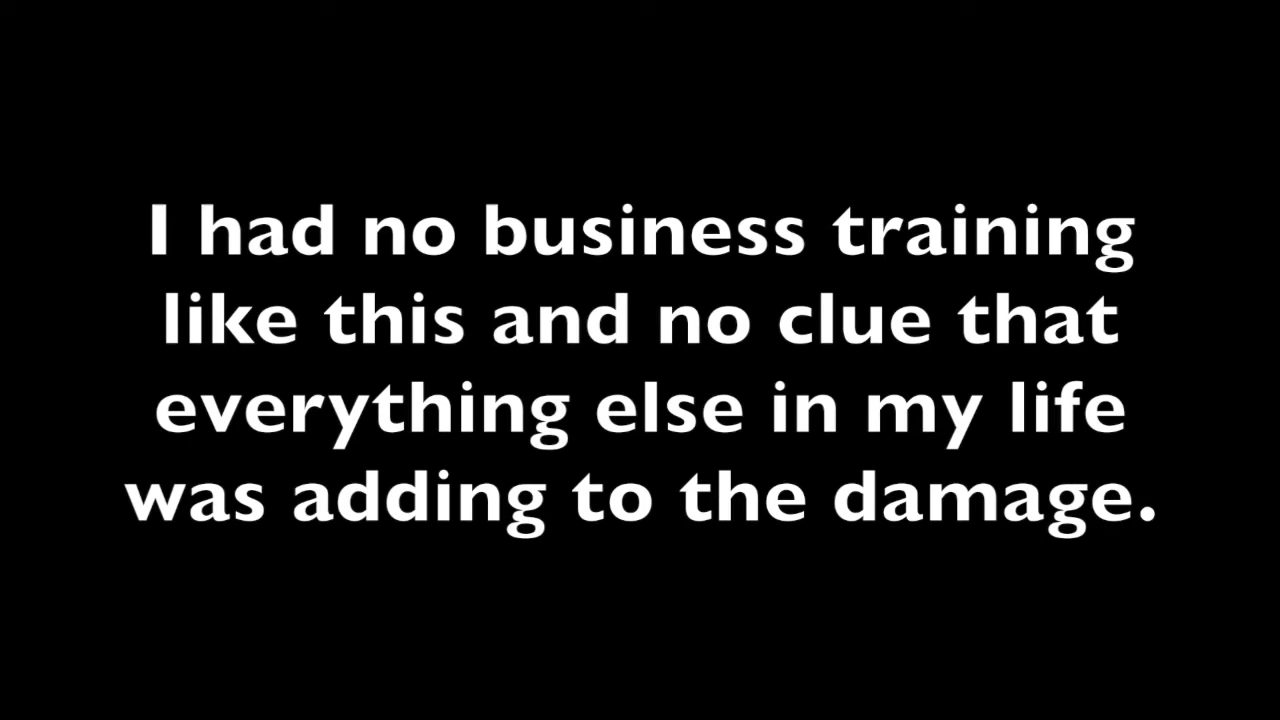 I had no business training
like this and no clue that
everything else in my life
was adding to the damage.